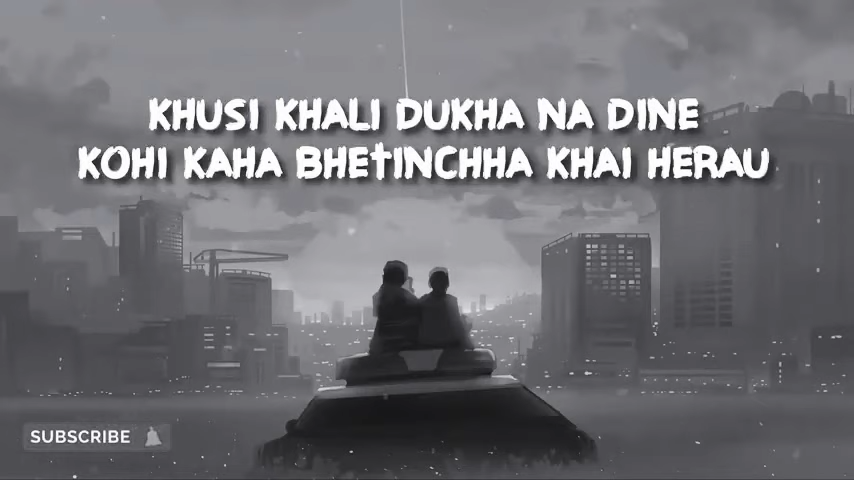 KHUSI KHALI DUKHA NA DINE
KOHI KAHA BHETINCHHA KHAI HERAU
SUBSCRIBE